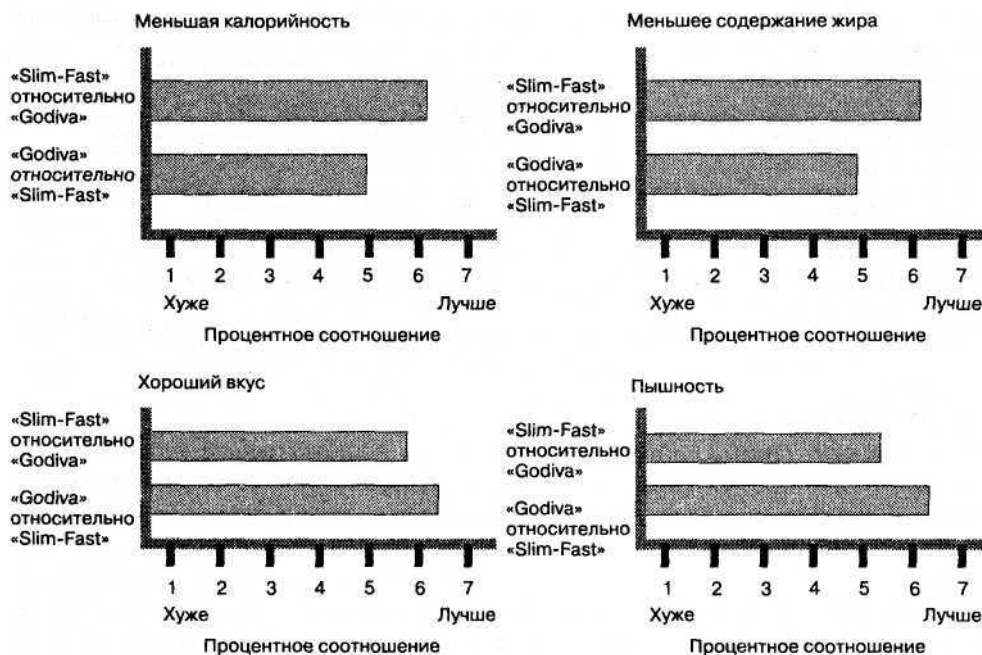 Меньшая калорийность
«Slim-Fast»
относительно
«Godiva»
«Godiva»
относительно
«Slim-Fast»
1 2 3 4 5 6 7
Хуже Лучше
Процентное соотношение
Меньшее содержание жира
«Slim-Fast»
относительно
«Godiva»
«Godiva»
относительно
«Slim-Fast»
1 2 3 4 5 6 7
Хуже Лучше
Процентное соотношение
Хороший вкус
«Slim-Fast»
относительно
«Godiva»
«Godiva»
относительно
«Slim-Fast»
1 2 3 4 5 6 7
Хуже Лучше
Процентное соотношение
Пышность
«Slim-Fast»
относительно
«Godiva»
«Godiva»
относительно
«Slim-Fast»
1 2 3 4 5 6 7
Хуже Лучше
Процентное соотношение